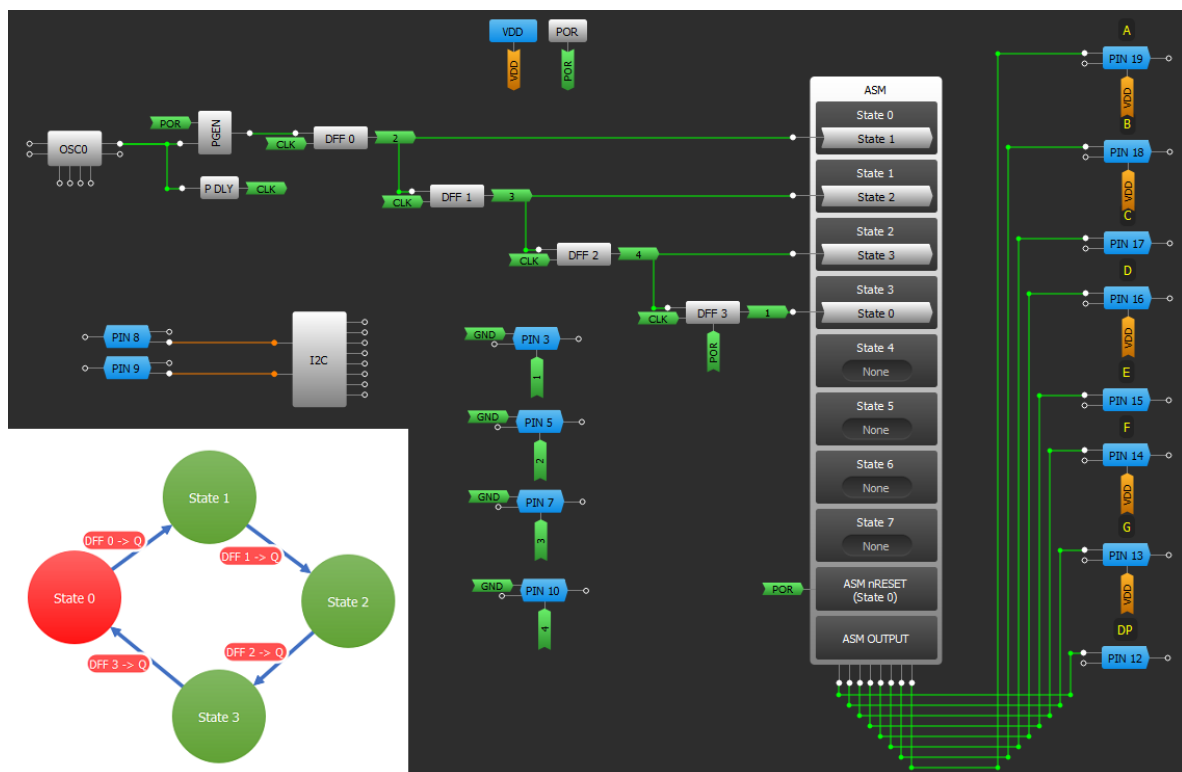 VDD
POR
VDD
POR
A
PIN 19
VDD
B
PIN 18
VDD
C
PIN 17
D
PIN 16
VDD
E
PIN 15
F
PIN 14
VDD
G
PIN 13
VDD
DP
PIN 12
OSC0
POR
PGEN
P DLY
CLK
CLK
DFF 0
2
CLK
DFF 1
3
CLK
DFF 2
4
CLK
DFF 3
1
POR
ASM
State 0
State 1
State 1
State 2
State 2
State 3
State 3
State 0
State 4
None
State 5
None
State 6
None
State 7
None
POR
ASM nRESET
(State 0)
ASM OUTPUT
PIN 8
PIN 9
I2C
GND
PIN 3
1
GND
PIN 5
2
GND
PIN 7
3
GND
PIN 10
4
State 1
DFF 0 -> Q
DFF 1 -> Q
State 0
State 2
DFF 3 -> Q
DFF 2 -> Q
State 3